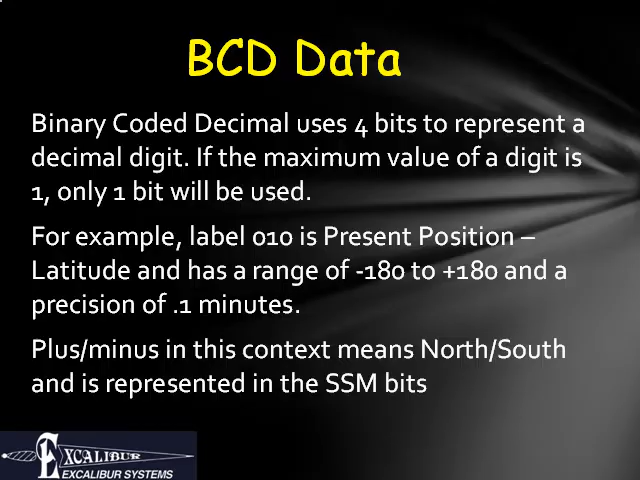 BCD Data
Binary Coded Decimal uses 4 bits to represent a
decimal digit. If the maximum value of a digit is
1, only 1 bit will be used.
For example, label 010 is Present Position –
Latitude and has a range of -180 to +180 and a
precision of .1 minutes.
Plus/minus in this context means North/South
and is represented in the SSM bits
EXCALIBUR
EXCALIBUR SYSTEMS